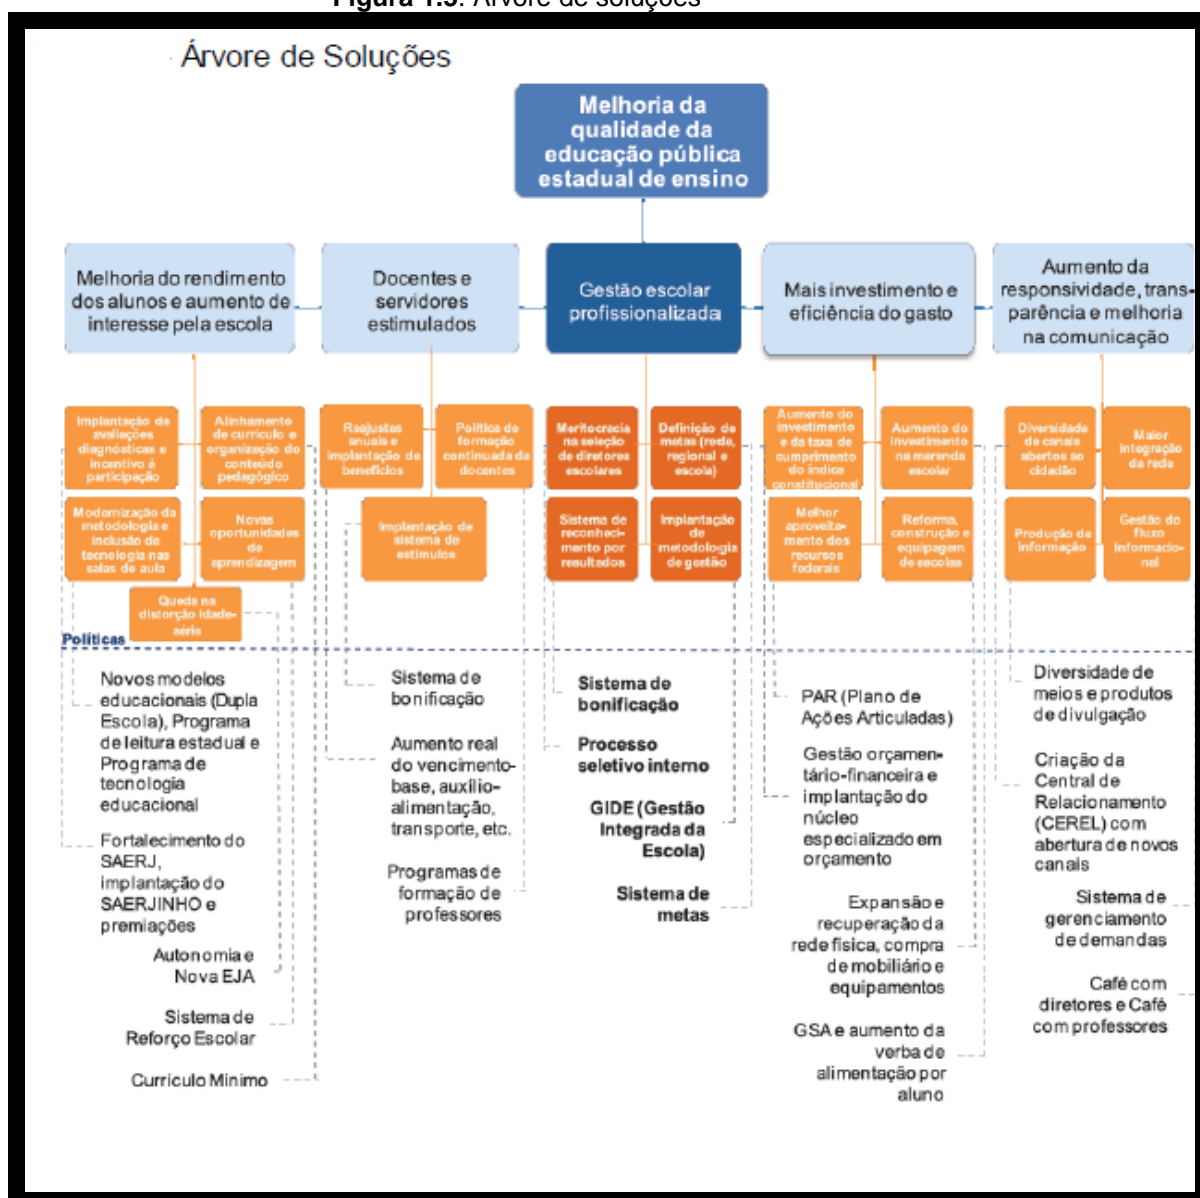 Figura 1.5: Árvore de soluções
Árvore de Soluções
Melhoria da
qualidade da
educação pública
estadual de ensino
Melhoria do rendimento
dos alunos e aumento de
interesse pela escola
Docentes e
servidores
estimulados
Gestão escolar
profissionalizada
Mais investimento e
eficiência do gasto
Aumento da
responsividade, trans-
parência e melhoria
na comunicação
Implantação de
avaliações
diagnósticas e
incentivo à
participação
Alinhamento
de currículo e
organização do
conteúdo
pedagógico
Modernização da
metodologia e
inclusão de
tecnologia nas
salas de aula
Novas
oportunidades
de
aprendizagem
Queda na
distorção idade-
série
Reajustes
anuais e
implantação de
benefícios
Política de
formação
continuada de
docentes
Implantação de
sistema de
estímulos
Meritocracia
na seleção
de diretores
escolares
Definição de
metas (rede,
regional e
escola)
Sistema de
reconheci-
mento por
resultados
Implantação
de
metodologia
de gestão
Aumento do
investimento
e da taxa de
cumprimento
do índice
constitucional
Aumento do
investimento
na merenda
escolar
Melhor
aproveita-
mento dos
recursos
federais
Reforma,
construção e
equipagem
de escolas
Diversidade
de canais
abertos ao
cidadão
Maior
integração
da rede
Produção de
informação
Gestão do
fluxo
informacio-
nal
Políticas
Novos modelos
educacionais (Dupla
Escola), Programa
de leitura estadual e
Programa de
tecnologia
educacional
Fortalecimento do
SAERJ,
implantação do
SAERJINHO e
premiações
Autonomia e
Nova EJA
Sistema de
Reforço Escolar
Currículo Mínimo
Sistema de
bonificação
Aumento real
do vencimento-
base, auxílio-
alimentação,
transporte, etc.
Programas de
formação de
professores
Sistema de
bonificação
Processo
seletivo interno
GIDE (Gestão
Integrada da
Escola)
Sistema de
metas
PAR (Plano de
Ações Articuladas)
Gestão orçamen-
tário-financeira e
implantação do
núcleo
especializado em
orçamento
Expansão e
recuperação da
rede física, compra
de mobiliário e
equipamentos
GSA e aumento da
verba de
alimentação por
aluno
Diversidade de
meios e produtos
de divulgação
Criação da
Central de
Relacionamento
(CEREL) com
abertura de novos
canais
Sistema de
gerenciamento
de demandas
Café com
diretores e Café
com professores